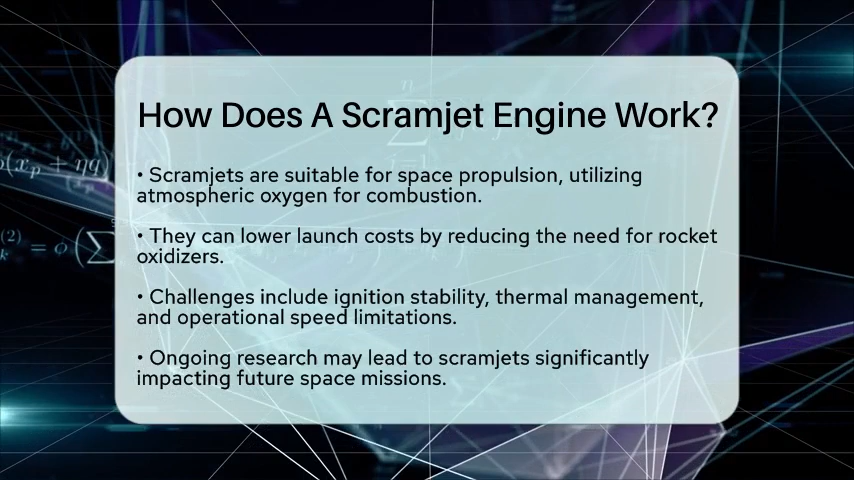 How Does A Scramjet Engine Work?
• Scramjets are suitable for space propulsion, utilizing
atmospheric oxygen for combustion.
• They can lower launch costs by reducing the need for rocket
oxidizers.
• Challenges include ignition stability, thermal management,
and operational speed limitations.
• Ongoing research may lead to scramjets significantly
impacting future space missions.